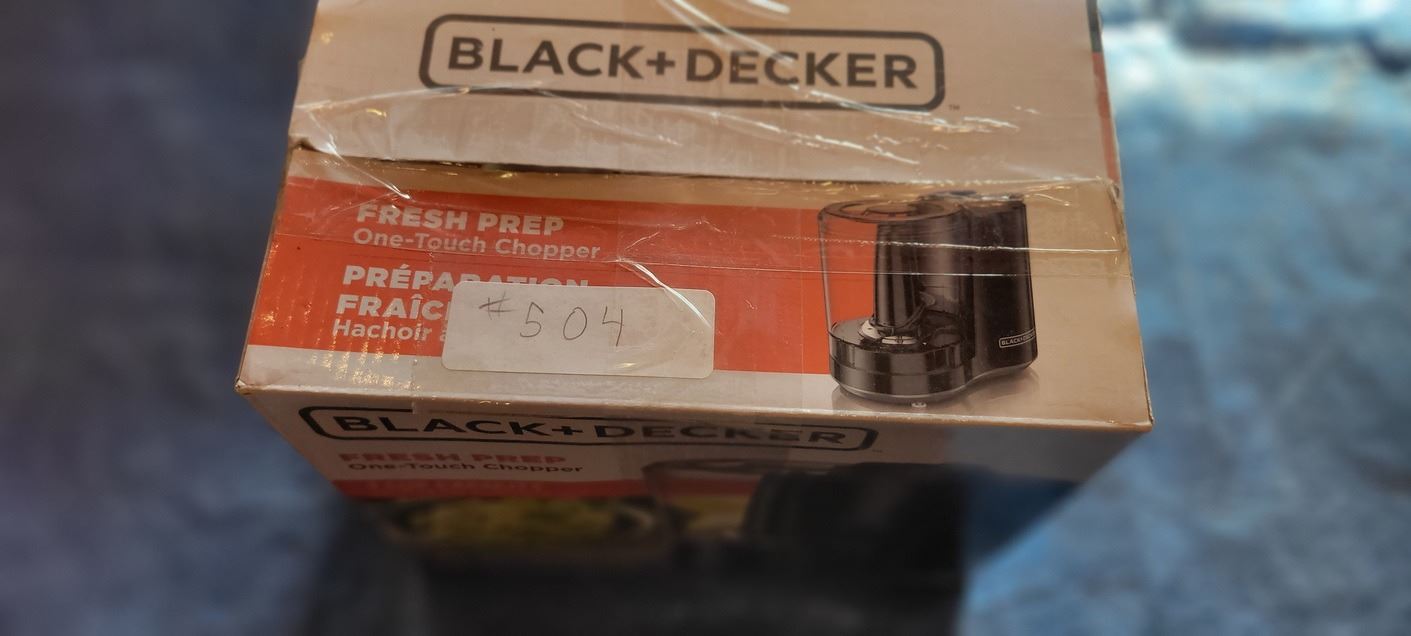 BLACK+DECKER
™
FRESH PREP
One-Touch Chopper
PRÉPARATION
FRAÎC
Hachoir
#504
BLACK+DECKER
BLACK+DECKER
FRESH PREP
One-Touch Chopper